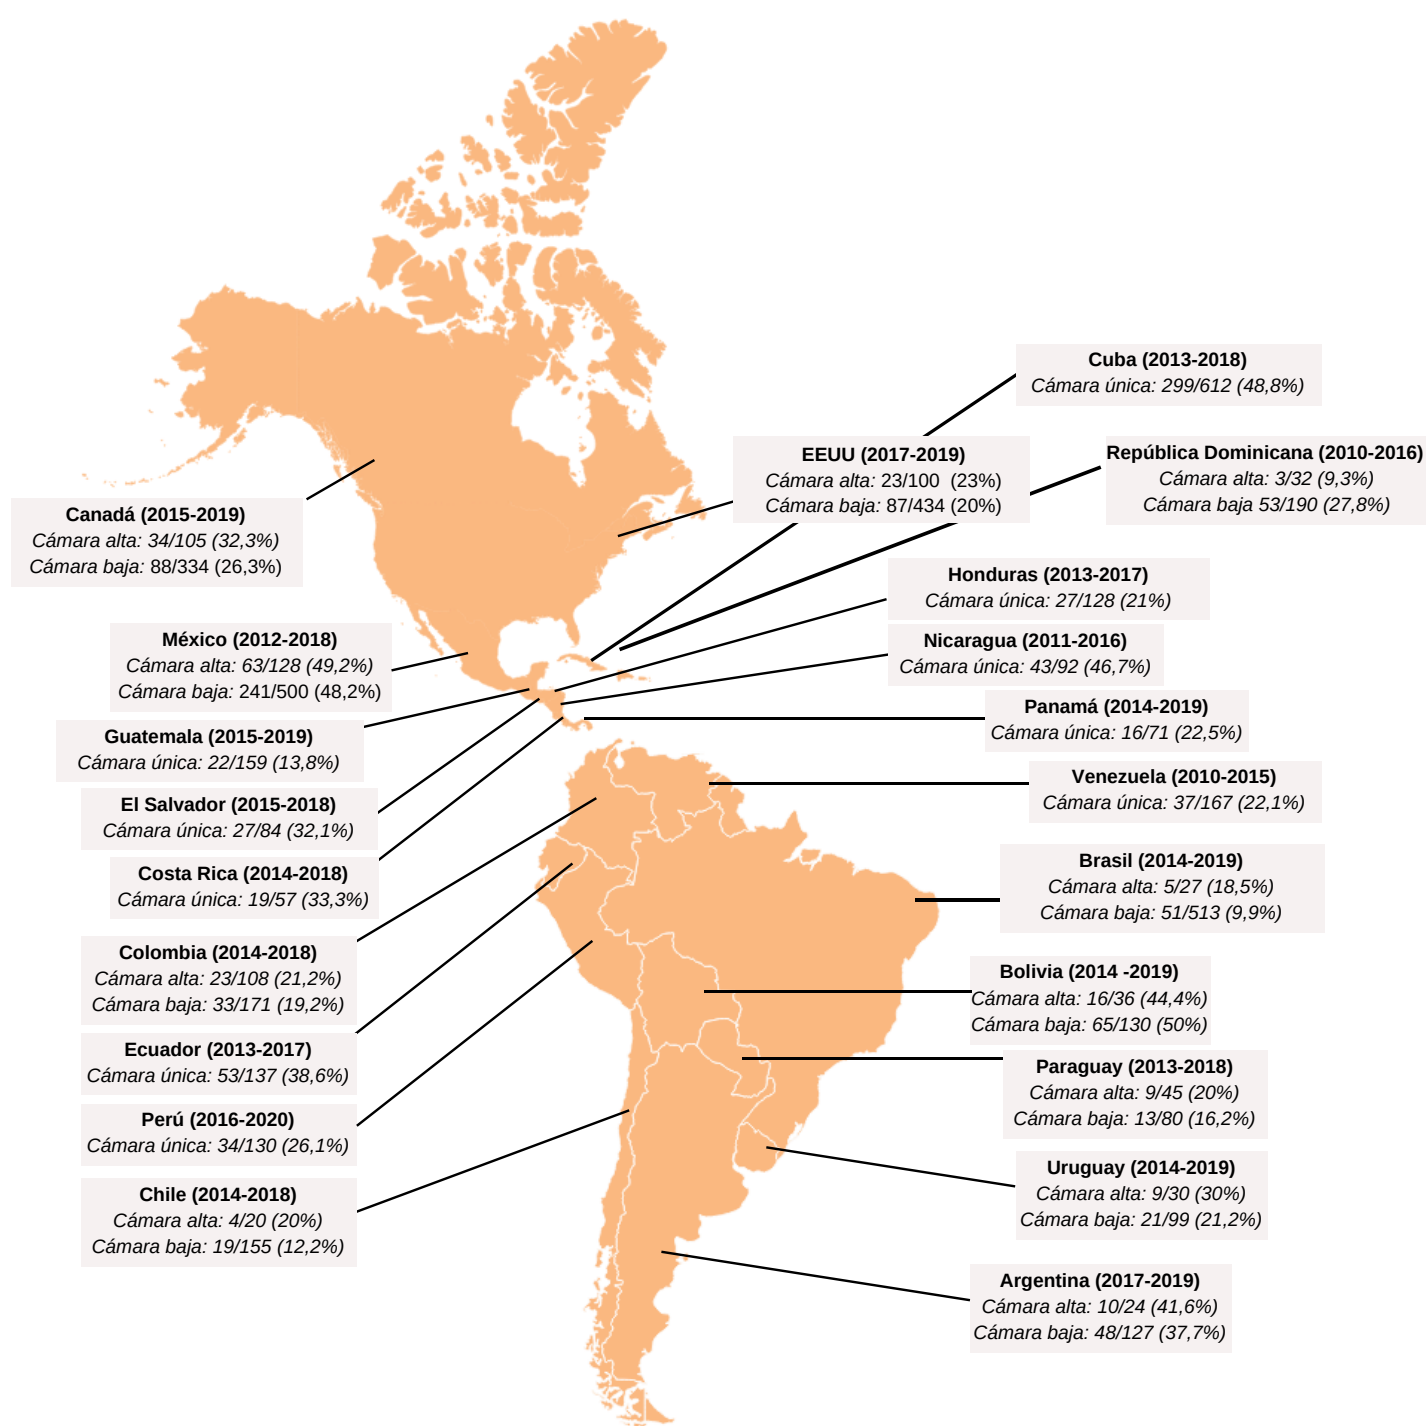 Cuba (2013-2018)
Cámara única: 299/612 (48,8%)
EEUU (2017-2019)
Cámara alta: 23/100 (23%)
Cámara baja: 87/434 (20%)
República Dominicana (2010-2016)
Cámara alta: 3/32 (9,3%)
Cámara baja 53/190 (27,8%)
Canadá (2015-2019)
Cámara alta: 34/105 (32,3%)
Cámara baja: 88/334 (26,3%)
Honduras (2013-2017)
Cámara única: 27/128 (21%)
México (2012-2018)
Cámara alta: 63/128 (49,2%)
Cámara baja: 241/500 (48,2%)
Nicaragua (2011-2016)
Cámara única: 43/92 (46,7%)
Panamá (2014-2019)
Cámara única: 16/71 (22,5%)
Guatemala (2015-2019)
Cámara única: 22/159 (13,8%)
Venezuela (2010-2015)
Cámara única: 37/167 (22,1%)
El Salvador (2015-2018)
Cámara única: 27/84 (32,1%)
Brasil (2014-2019)
Cámara alta: 5/27 (18,5%)
Cámara baja: 51/513 (9,9%)
Costa Rica (2014-2018)
Cámara única: 19/57 (33,3%)
Colombia (2014-2018)
Cámara alta: 23/108 (21,2%)
Cámara baja: 33/171 (19,2%)
Bolivia (2014 -2019)
Cámara alta: 16/36 (44,4%)
Cámara baja: 65/130 (50%)
Ecuador (2013-2017)
Cámara única: 53/137 (38,6%)
Paraguay (2013-2018)
Cámara alta: 9/45 (20%)
Cámara baja: 13/80 (16,2%)
Perú (2016-2020)
Cámara única: 34/130 (26,1%)
Uruguay (2014-2019)
Cámara alta: 9/30 (30%)
Cámara baja: 21/99 (21,2%)
Chile (2014-2018)
Cámara alta: 4/20 (20%)
Cámara baja: 19/155 (12,2%)
Argentina (2017-2019)
Cámara alta: 10/24 (41,6%)
Cámara baja: 48/127 (37,7%)